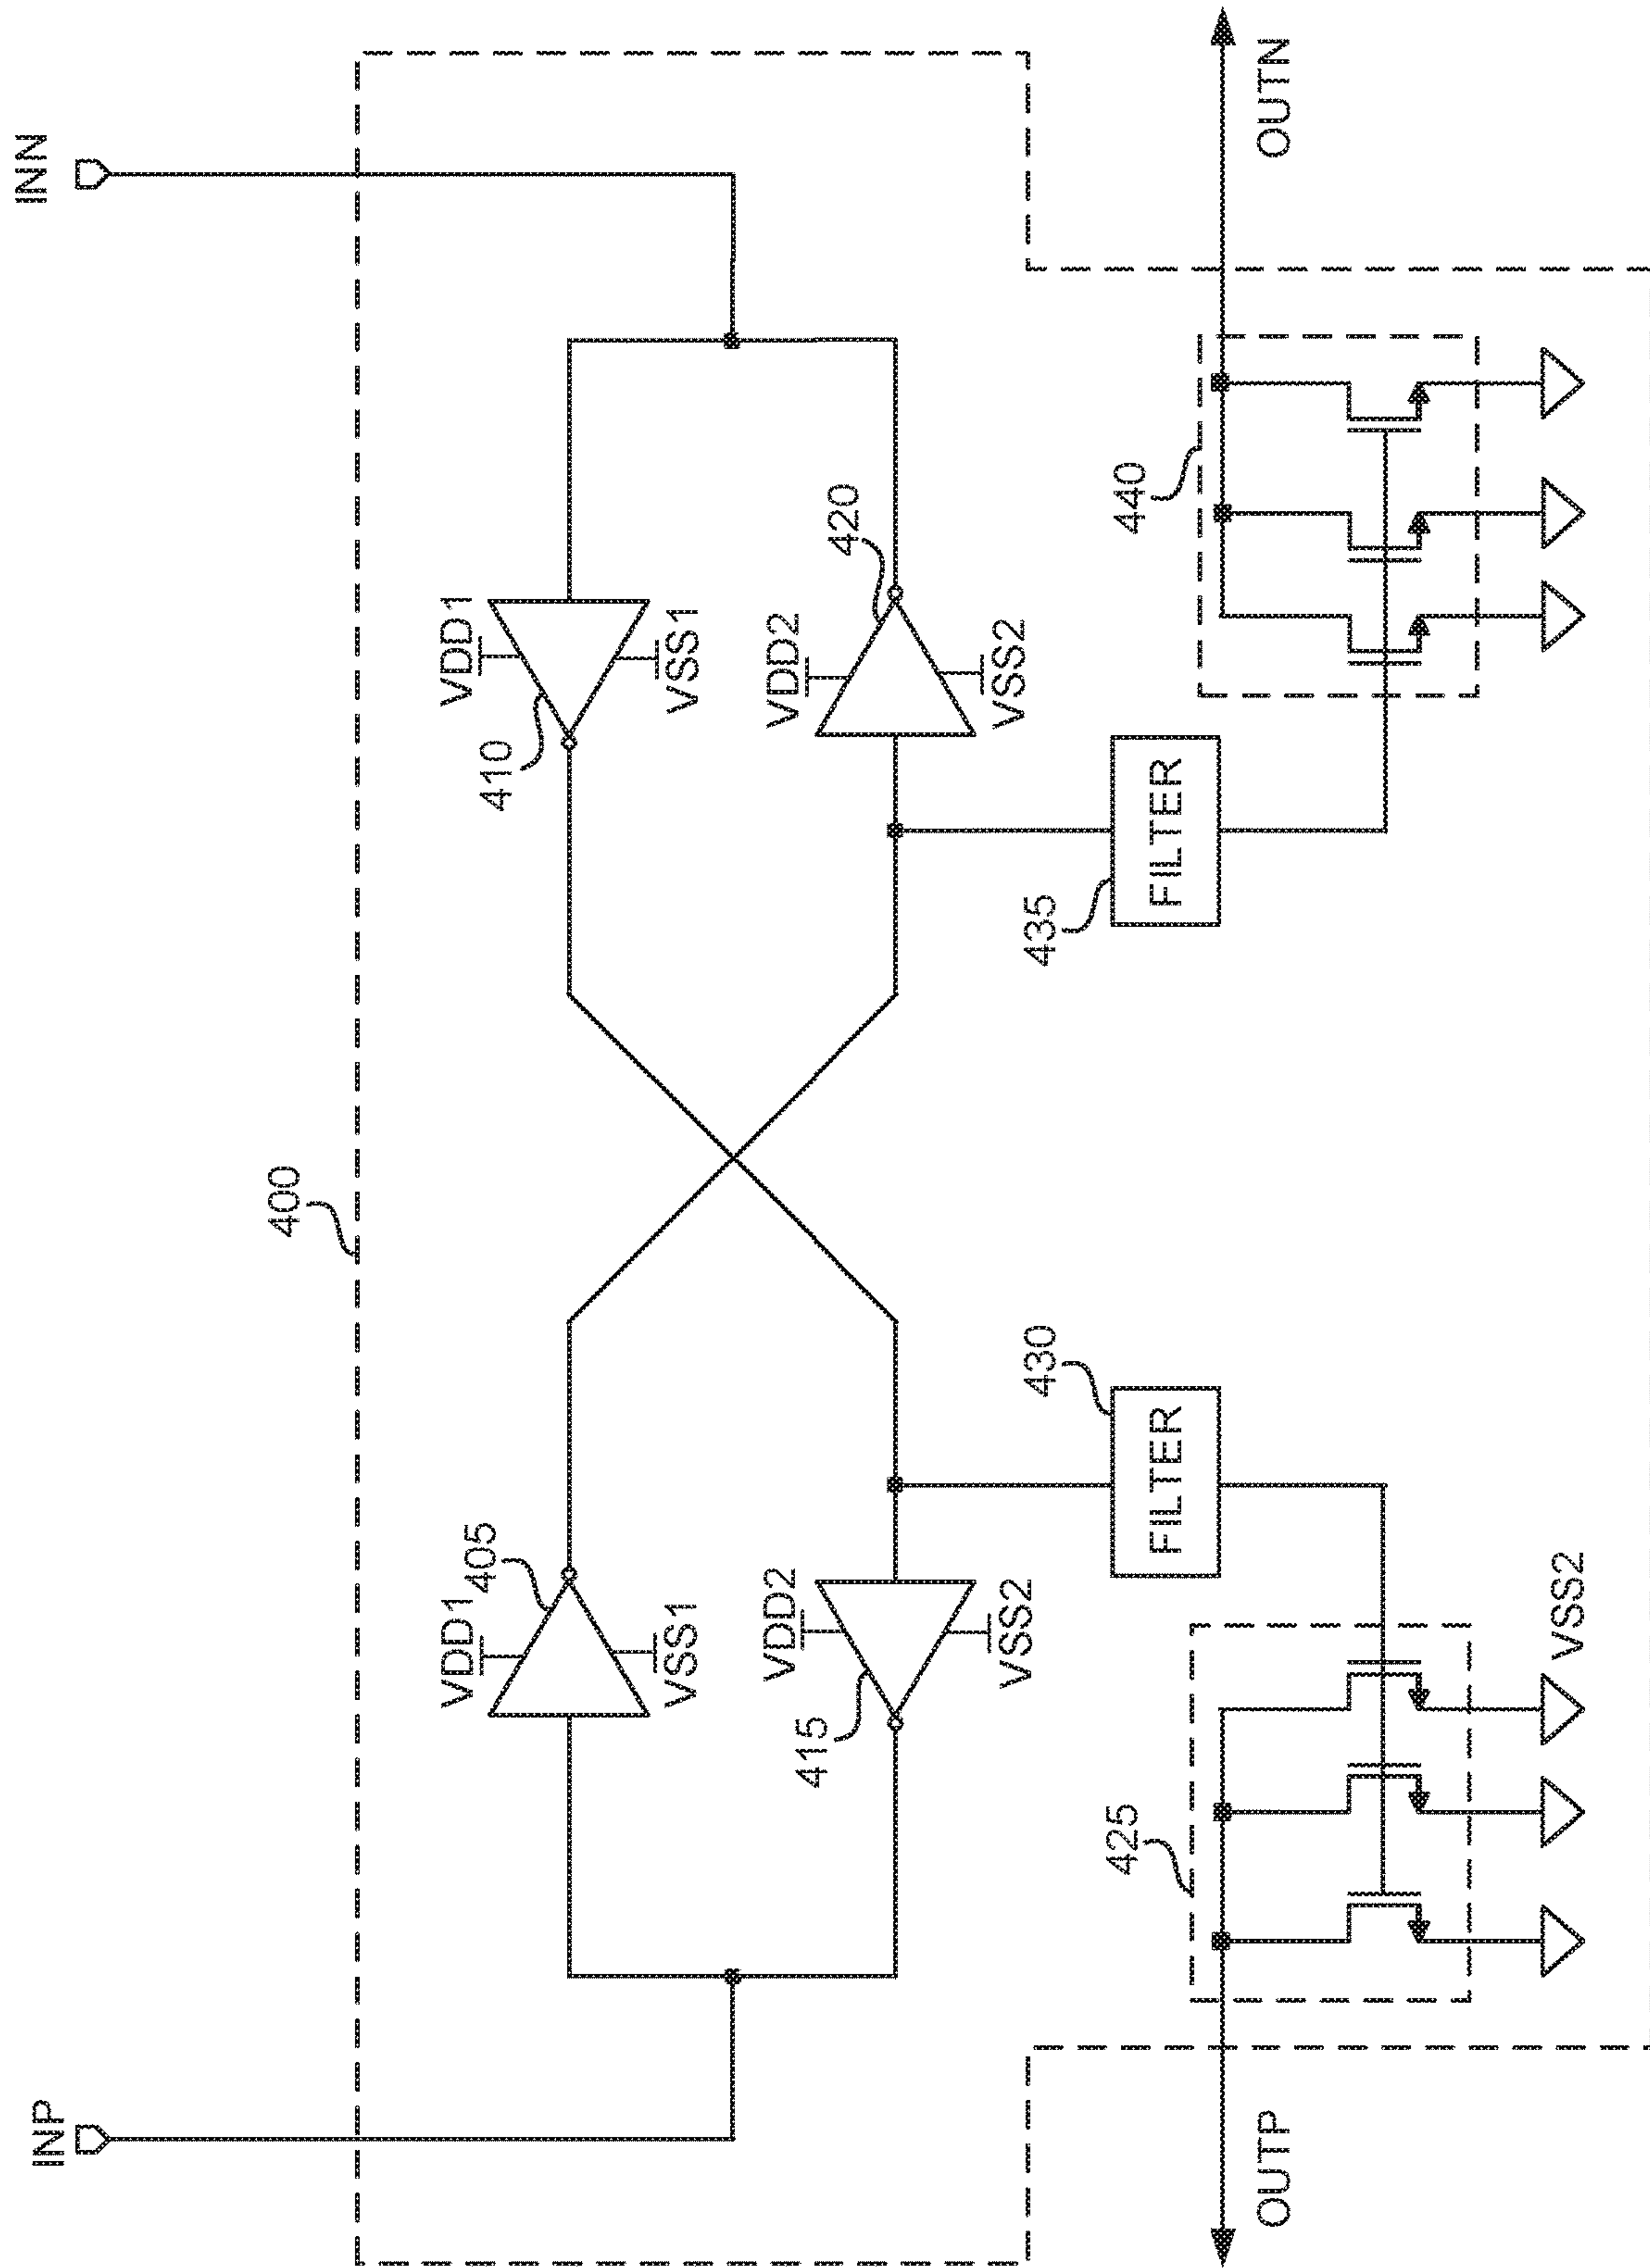 INP
INN
400
VDD1
405
VSS1
VDD1
410
VSS1
VDD2
415
VSS2
VDD2
420
VSS2
430
FILTER
435
FILTER
425
440
OUTP
VSS2
OUTN